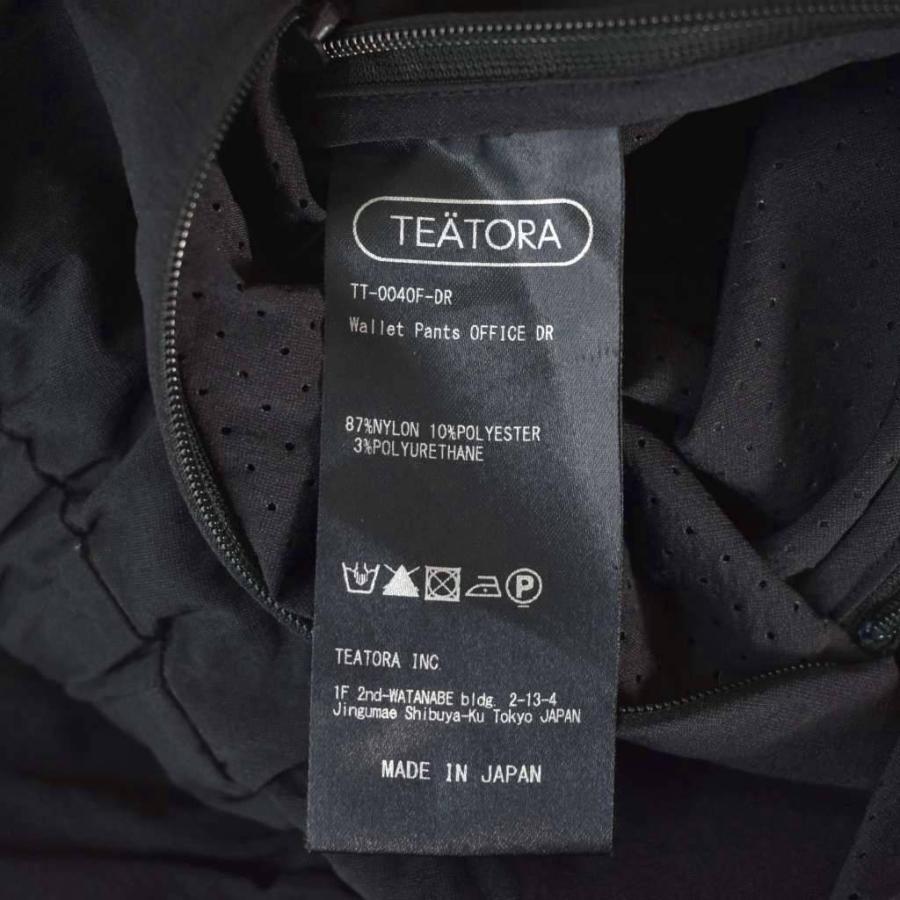 TEÄTORA
TT-0040F-DR
Wallet Pants OFFICE DR
87%NYLON 10%POLYESTER
3%POLYURETHANE
P
TEATORA INC.
1F 2nd-WATANABE bldg. 2-13-4
Jingumae Shibuya-Ku Tokyo JAPAN
MADE IN JAPAN